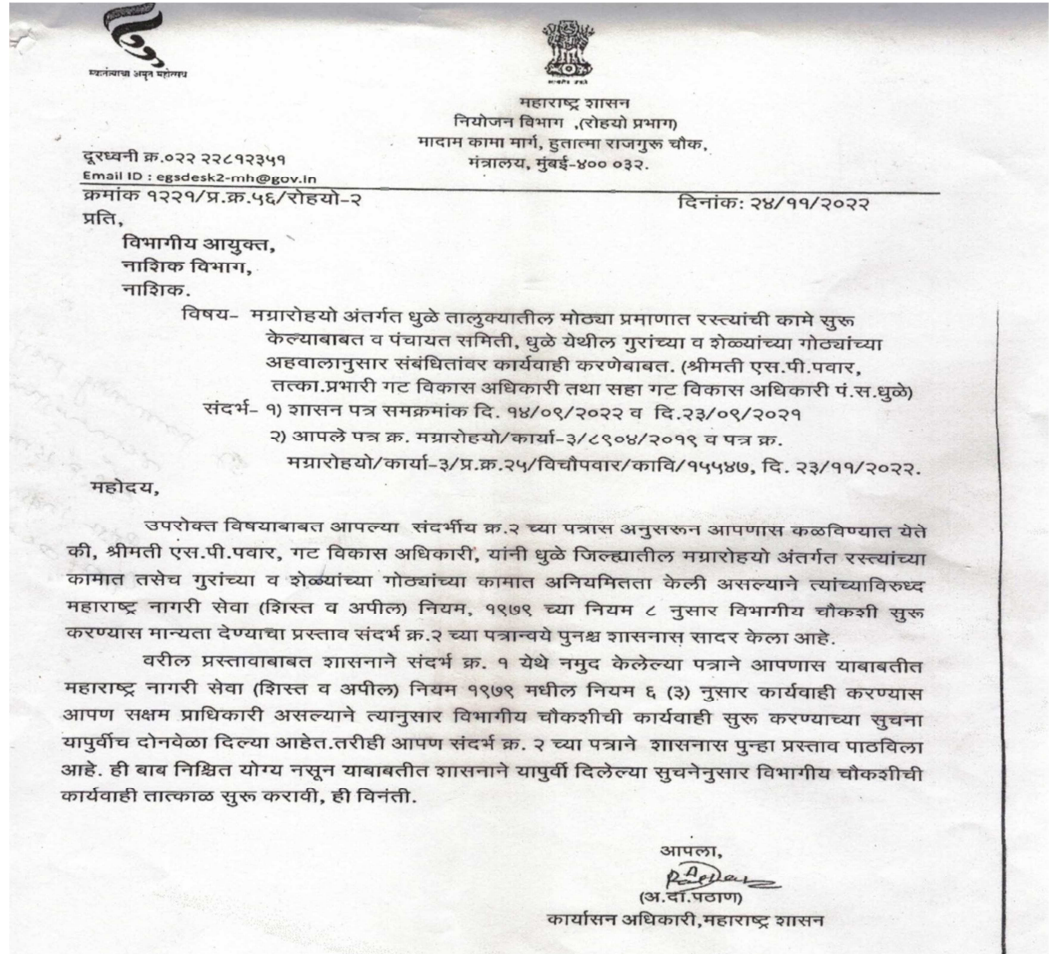 स्वातंत्र्याचा अमृत महोत्सव
महाराष्ट्र शासन
नियोजन विभाग ,(रोहयो प्रभाग)
मादाम कामा मार्ग, हुतात्मा राजगुरू चौक,
मंत्रालय, मुंबई-४०० ०३२.
दूरध्वनी क्र.०२२ २२८१२३५१
Email ID : egsdesk2-mh@gov.in
क्रमांक १२२१/प्र.क्र.५६/रोहयो-२ दिनांक: २४/११/२०२२
प्रति,
विभागीय आयुक्त,
नाशिक विभाग,
नाशिक.
विषय- मग्रारोहयो अंतर्गत धुळे तालुक्यातील मोठ्या प्रमाणात रस्त्यांची कामे सुरू
केल्याबाबत व पंचायत समिती, धुळे येथील गुरांच्या व शेळ्यांच्या गोठ्यांच्या
अहवालानुसार संबंधितांवर कार्यवाही करणेबाबत. (श्रीमती एस.पी.पवार,
तत्का.प्रभारी गट विकास अधिकारी तथा सहा गट विकास अधिकारी पं.स.धुळे)
संदर्भ- १) शासन पत्र समक्रमांक दि. १४/०९/२०२२ व दि.२३/०९/२०२१
२) आपले पत्र क्र. मग्रारोहयो/कार्या-३/८९०४/२०१९ व पत्र क्र.
मग्रारोहयो/कार्या-३/प्र.क्र.२५/विचौपवार/कावि/१५५४७, दि. २३/११/२०२२.
महोदय,
उपरोक्त विषयाबाबत आपल्या संदर्भीय क्र.२ च्या पत्रास अनुसरून आपणास कळविण्यात येते
की, श्रीमती एस.पी.पवार, गट विकास अधिकारी, यांनी धुळे जिल्ह्यातील मग्रारोहयो अंतर्गत रस्त्यांच्या
कामात तसेच गुरांच्या व शेळ्यांच्या गोठ्यांच्या कामात अनियमितता केली असल्याने त्यांच्याविरुध्द
महाराष्ट्र नागरी सेवा (शिस्त व अपील) नियम, १९७९ च्या नियम ८ नुसार विभागीय चौकशी सुरू
करण्यास मान्यता देण्याचा प्रस्ताव संदर्भ क्र.२ च्या पत्रान्वये पुनश्च शासनास सादर केला आहे.
वरील प्रस्तावाबाबत शासनाने संदर्भ क्र. १ येथे नमुद केलेल्या पत्राने आपणास याबाबतीत
महाराष्ट्र नागरी सेवा (शिस्त व अपील) नियम १९७९ मधील नियम ६ (३) नुसार कार्यवाही करण्यास
आपण सक्षम प्राधिकारी असल्याने त्यानुसार विभागीय चौकशीची कार्यवाही सुरू करण्याच्या सुचना
यापुर्वीच दोनवेळा दिल्या आहेत.तरीही आपण संदर्भ क्र. २ च्या पत्राने शासनास पुन्हा प्रस्ताव पाठविला
आहे. ही बाब निश्चित योग्य नसून याबाबतीत शासनाने यापुर्वी दिलेल्या सुचनेनुसार विभागीय चौकशीची
कार्यवाही तात्काळ सुरू करावी, ही विनंती.
आपला,
(अ.दा.पठाण)
कार्यासन अधिकारी,महाराष्ट्र शासन